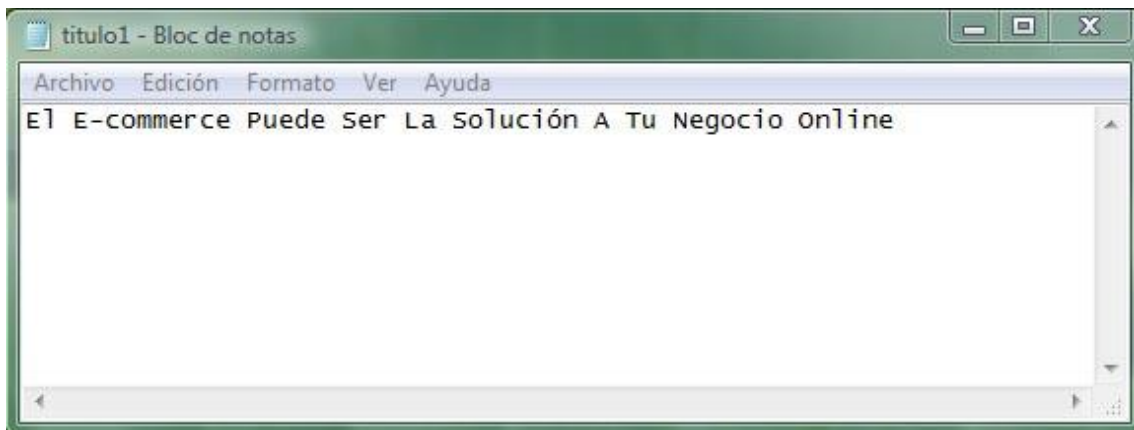 titulo1 - Bloc de notas
Archivo Edición Formato Ver Ayuda
El E-commerce Puede Ser La Solución A Tu Negocio Online